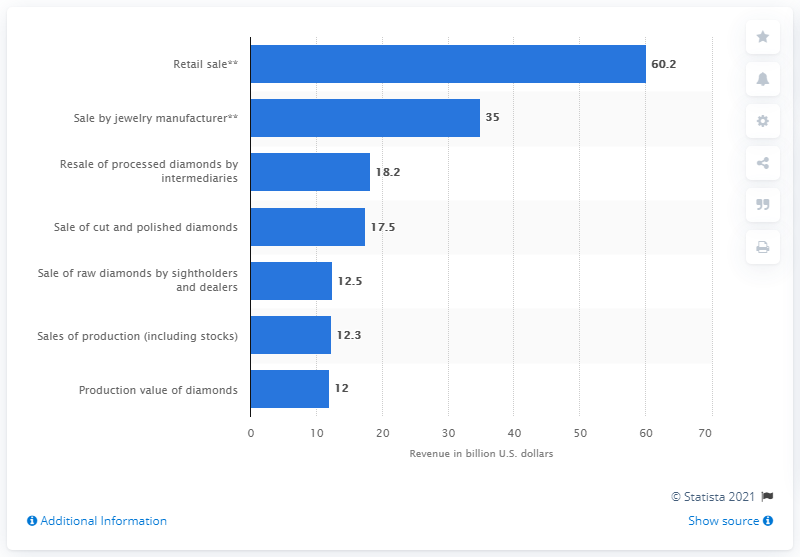 Retail sale**
60.2
Sale by jewelry manufacturer**
35
Resale of processed diamonds by
intermediaries
18.2
Sale of cut and polished diamonds
17.5
Sale of raw diamonds by sightholders
and dealers
12.5
Sales of production (including stocks)
12.3
Production value of diamonds
12
0 10 20 30 40 50 60 70
Revenue in billion U.S. dollars
© Statista 2021
Additional Information
Show source